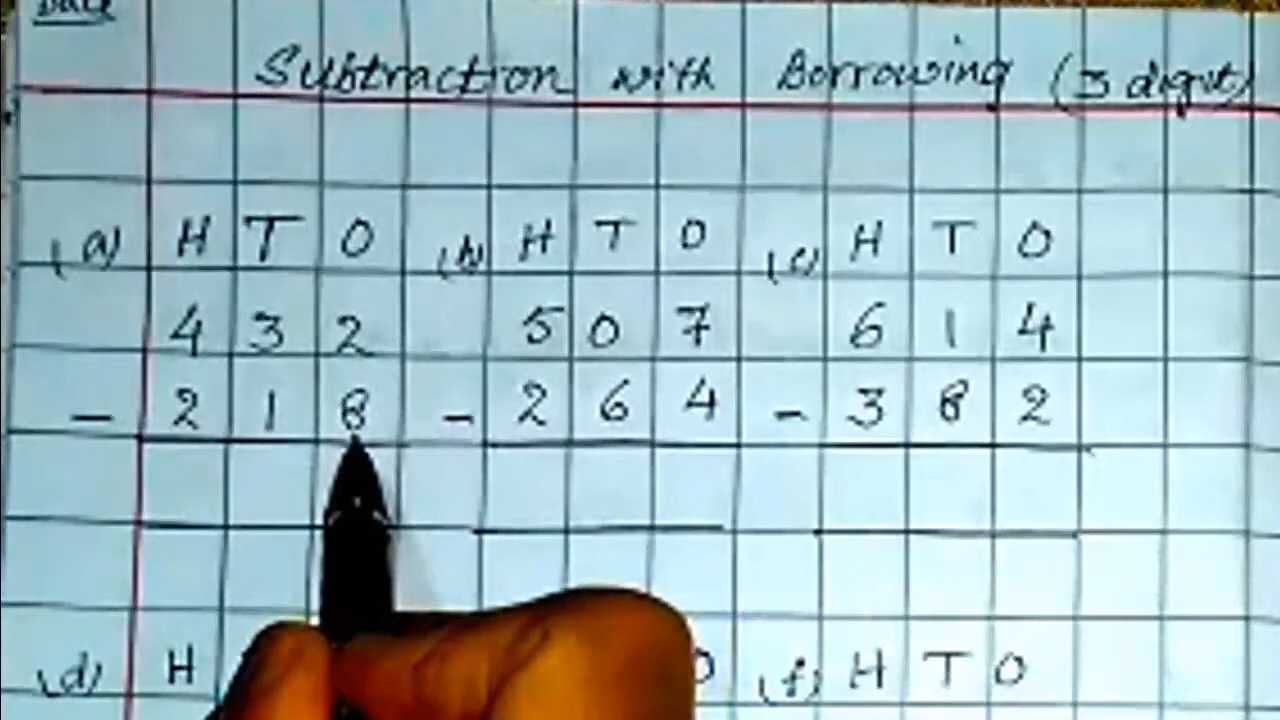 Date
Subtraction with Borrowing (3 digit)
(a) H T O (b) H T O (c) H T O
4 3 2 5 0 7 6 1 4
- 2 1 8 - 2 6 4 - 3 8 2
(d) H O (f) H T O